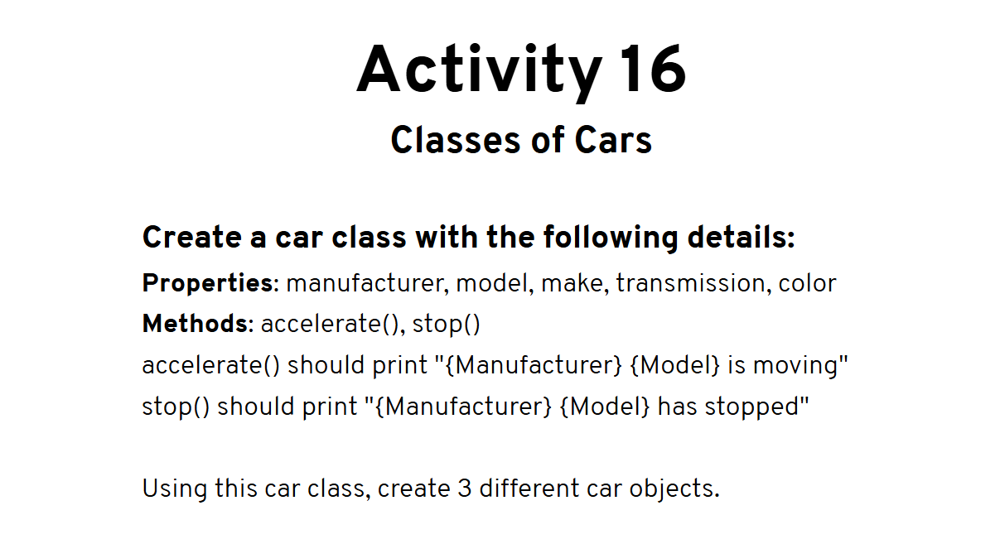 Activity 16
Classes of Cars
Create a car class with the following details:
Properties: manufacturer, model, make, transmission, color
Methods: accelerate(), stop()
accelerate() should print "{Manufacturer} {Model} is moving"
stop() should print "{Manufacturer} {Model} has stopped"
Using this car class, create 3 different car objects.